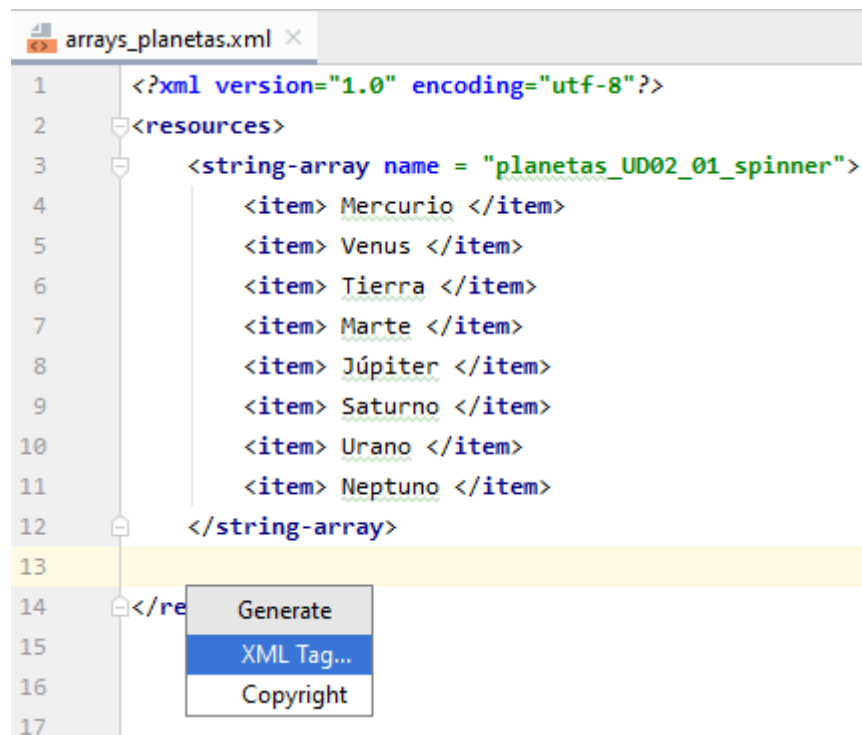 arrays_planetas.xml
1 <?xml version="1.0" encoding="utf-8"?>
2 <resources>
3 <string-array name = "planetas_UD02_01_spinner">
4 <item> Mercurio </item>
5 <item> Venus </item>
6 <item> Tierra </item>
7 <item> Marte </item>
8 <item> Júpiter </item>
9 <item> Saturno </item>
10 <item> Urano </item>
11 <item> Neptuno </item>
12 </string-array>
13
14 </re
Generate
15 XML Tag...
16 Copyright
17